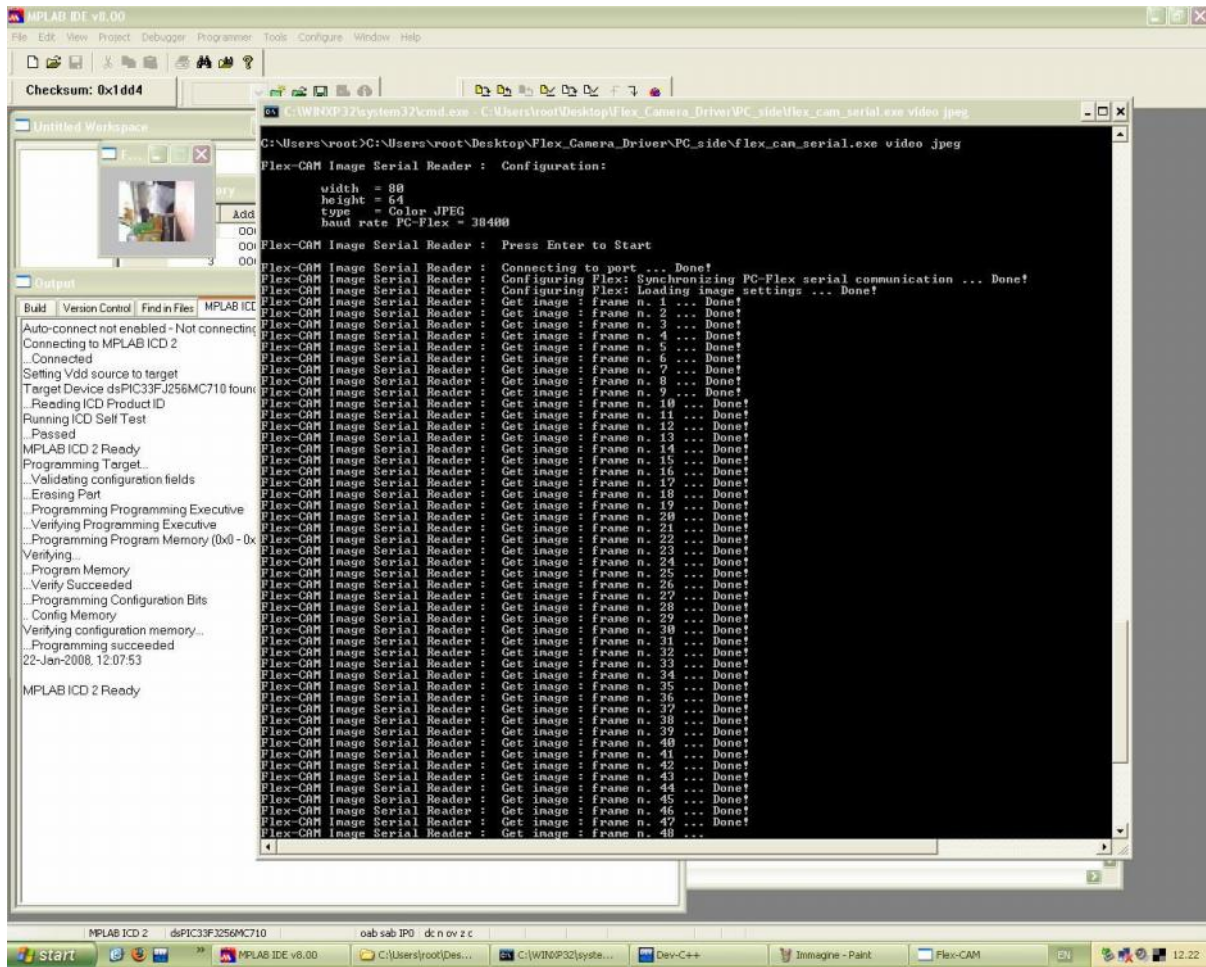 MPLAB IDE v8.00
File Edit View Project Debugger Programmer Tools Configure Window Help
Checksum: 0x1dd4
Untitled Workspace
F...
Add
000
000
3 000
Output
Build Version Control Find in Files MPLAB ICD
Auto-connect not enabled - Not connecting
Connecting to MPLAB ICD 2
...Connected
Setting Vdd source to target
Target Device dsPIC33FJ256MC710 found
...Reading ICD Product ID
Running ICD Self Test
...Passed
MPLAB ICD 2 Ready
Programming Target...
...Validating configuration fields
...Erasing Part
...Programming Programming Executive
...Verifying Programming Executive
...Programming Program Memory (0x0 - 0x
Verifying...
...Program Memory
...Verify Succeeded
...Programming Configuration Bits
.. Config Memory
Verifying configuration memory...
...Programming succeeded
22-Jan-2008, 12:07:53
MPLAB ICD 2 Ready
C:\WINXP32\system32\cmd.exe - C:\Users\root\Desktop\Flex_Camera_Driver\PC_side\flex_cam_serial.exe video jpeg
C:\Users\root>C:\Users\root\Desktop\Flex_Camera_Driver\PC_side\flex_cam_serial.exe video jpeg
Flex-CAM Image Serial Reader : Configuration:
width = 80
height = 64
type = Color JPEG
baud rate PC-Flex = 38400
Flex-CAM Image Serial Reader : Press Enter to Start
Flex-CAM Image Serial Reader : Connecting to port ... Done!
Flex-CAM Image Serial Reader : Configuring Flex: Synchronizing PC-Flex serial communication ... Done!
Flex-CAM Image Serial Reader : Configuring Flex: Loading image settings ... Done!
Flex-CAM Image Serial Reader : Get image : frame n. 1 ... Done!
Flex-CAM Image Serial Reader : Get image : frame n. 2 ... Done!
Flex-CAM Image Serial Reader : Get image : frame n. 3 ... Done!
Flex-CAM Image Serial Reader : Get image : frame n. 4 ... Done!
Flex-CAM Image Serial Reader : Get image : frame n. 5 ... Done!
Flex-CAM Image Serial Reader : Get image : frame n. 6 ... Done!
Flex-CAM Image Serial Reader : Get image : frame n. 7 ... Done!
Flex-CAM Image Serial Reader : Get image : frame n. 8 ... Done!
Flex-CAM Image Serial Reader : Get image : frame n. 9 ... Done!
Flex-CAM Image Serial Reader : Get image : frame n. 10 ... Done!
Flex-CAM Image Serial Reader : Get image : frame n. 11 ... Done!
Flex-CAM Image Serial Reader : Get image : frame n. 12 ... Done!
Flex-CAM Image Serial Reader : Get image : frame n. 13 ... Done!
Flex-CAM Image Serial Reader : Get image : frame n. 14 ... Done!
Flex-CAM Image Serial Reader : Get image : frame n. 15 ... Done!
Flex-CAM Image Serial Reader : Get image : frame n. 16 ... Done!
Flex-CAM Image Serial Reader : Get image : frame n. 17 ... Done!
Flex-CAM Image Serial Reader : Get image : frame n. 18 ... Done!
Flex-CAM Image Serial Reader : Get image : frame n. 19 ... Done!
Flex-CAM Image Serial Reader : Get image : frame n. 20 ... Done!
Flex-CAM Image Serial Reader : Get image : frame n. 21 ... Done!
Flex-CAM Image Serial Reader : Get image : frame n. 22 ... Done!
Flex-CAM Image Serial Reader : Get image : frame n. 23 ... Done!
Flex-CAM Image Serial Reader : Get image : frame n. 24 ... Done!
Flex-CAM Image Serial Reader : Get image : frame n. 25 ... Done!
Flex-CAM Image Serial Reader : Get image : frame n. 26 ... Done!
Flex-CAM Image Serial Reader : Get image : frame n. 27 ... Done!
Flex-CAM Image Serial Reader : Get image : frame n. 28 ... Done!
Flex-CAM Image Serial Reader : Get image : frame n. 29 ... Done!
Flex-CAM Image Serial Reader : Get image : frame n. 30 ... Done!
Flex-CAM Image Serial Reader : Get image : frame n. 31 ... Done!
Flex-CAM Image Serial Reader : Get image : frame n. 32 ... Done!
Flex-CAM Image Serial Reader : Get image : frame n. 33 ... Done!
Flex-CAM Image Serial Reader : Get image : frame n. 34 ... Done!
Flex-CAM Image Serial Reader : Get image : frame n. 35 ... Done!
Flex-CAM Image Serial Reader : Get image : frame n. 36 ... Done!
Flex-CAM Image Serial Reader : Get image : frame n. 37 ... Done!
Flex-CAM Image Serial Reader : Get image : frame n. 38 ... Done!
Flex-CAM Image Serial Reader : Get image : frame n. 39 ... Done!
Flex-CAM Image Serial Reader : Get image : frame n. 40 ... Done!
Flex-CAM Image Serial Reader : Get image : frame n. 41 ... Done!
Flex-CAM Image Serial Reader : Get image : frame n. 42 ... Done!
Flex-CAM Image Serial Reader : Get image : frame n. 43 ... Done!
Flex-CAM Image Serial Reader : Get image : frame n. 44 ... Done!
Flex-CAM Image Serial Reader : Get image : frame n. 45 ... Done!
Flex-CAM Image Serial Reader : Get image : frame n. 46 ... Done!
Flex-CAM Image Serial Reader : Get image : frame n. 47 ... Done!
Flex-CAM Image Serial Reader : Get image : frame n. 48 ...
MPLAB ICD 2 dsPIC33FJ256MC710 oab sab IP0 dc n ov z c
start MPLAB IDE v8.00 C:\Users\root\Des... C:\WINXP32\syste... Dev-C++ Immagine - Paint Flex-CAM EN 12.22